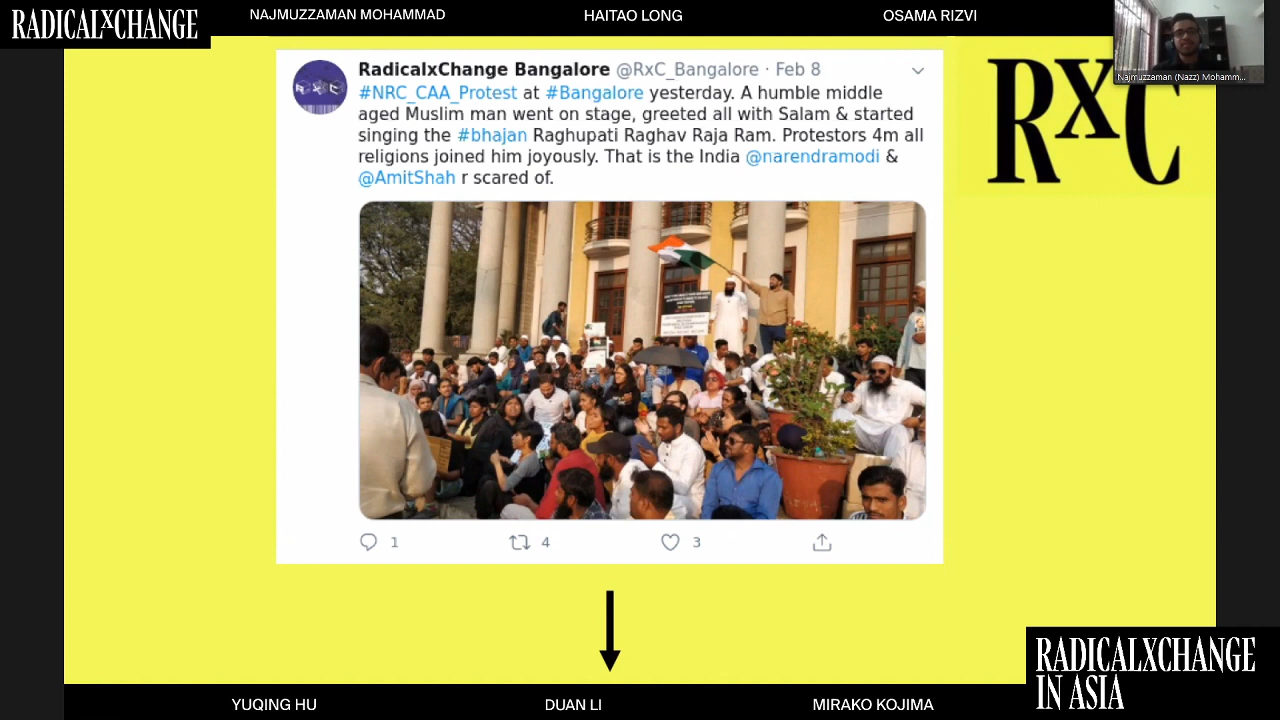 RADICALXCHANGE
NAJMUZZAMAN MOHAMMAD
HAITAO LONG
OSAMA RIZVI
Najmuzzaman (Nazz) Mohamm...
RXC
RadicalxChange Bangalore @RxC_Bangalore · Feb 8
#NRC_CAA_Protest at #Bangalore yesterday. A humble middle
aged Muslim man went on stage, greeted all with Salam & started
singing the #bhajan Raghupati Raghav Raja Ram. Protestors 4m all
religions joined him joyously. That is the India @narendramodi &
@AmitShah r scared of.
1
4
3
YUQING HU
DUAN LI
MIRAKO KOJIMA
RADICALXCHANGE
IN ASIA